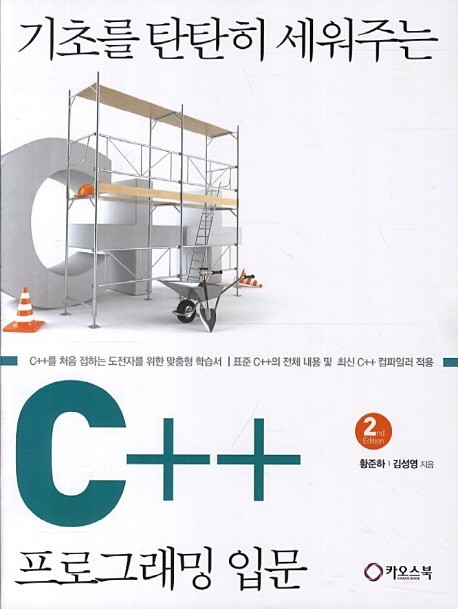 기초를 탄탄히 세워주는
C++를 처음 접하는 도전자를 위한 맞춤형 학습서 | 표준 C++의 전체 내용 및 최신 C++ 컴파일러 적용
C++
2nd
Edition
황준하 | 김성영 지음
프로그래밍 입문
카오스북
CHAOS BOOK